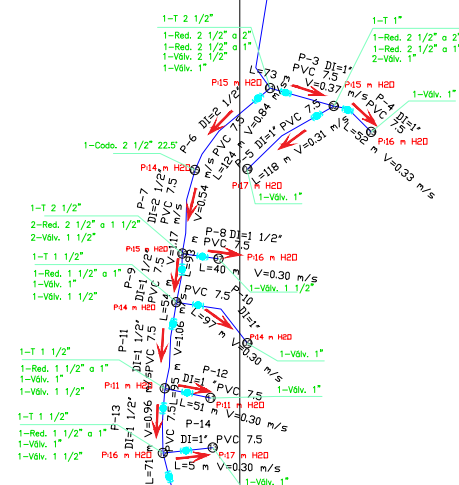 1-T 2 1/2"
1-Red. 2 1/2" a 2"
1-Red. 2 1/2" a 1"
1-Válv. 2 1/2"
1-Válv. 1"
1-T 1"
1-Red. 2 1/2" a 1"
1-Red. 2 1/2" a 1"
2-Válv. 1"
P:15 m H2O
L=73
P-3 DI=1"
PVC 7.5
V=0.37 m/s
P:15 m H2O
P-4 DI=1"
PVC 7.5
V=0.33 m/s
1-Válv. 1"
P:16 m H2O
P-6 DI=2 1/2"
PVC 7.5
L=124 m V=0.84 m/s
P-5 DI=1"
PVC 7.5
L=118 m V=0.31 m/s
P:17 m H2O
1-Válv. 1"
1-Codo. 2 1/2" 22.5°
P:14 m H2O
P-7
DI=2 1/2"
PVC 7.5
L=93 m V=0.54 m/s
1-T 2 1/2"
2-Red. 2 1/2" a 1 1/2"
2-Válv. 1 1/2"
P:15 m H2O
P-8 DI=1 1/2"
PVC 7.5
L=40 m V=0.30 m/s
P:16 m H2O
1-Válv. 1 1/2"
1-T 1 1/2"
1-Red. 1 1/2" a 1"
1-Válv. 1"
1-Válv. 1 1/2"
P-9
DI=1 1/2"
PVC 7.5
L=54 m V=1.17 m/s
P:14 m H2O
PVC 7.5 P-10
DI=1"
L=97 m V=0.30 m/s
P:14 m H2O
1-Válv. 1"
P-11
DI=1 1/2"
PVC 7.5
V=1.06 m/s
1-T 1 1/2"
1-Red. 1 1/2" a 1"
1-Válv. 1"
1-Válv. 1 1/2"
P:11 m H2O
P-12
DI=1" PVC 7.5
L=51 m V=0.30 m/s
P:11 m H2O
1-Válv. 1"
P-13
DI=1 1/2"
PVC 7.5
L=71 m V=0.96 m/s
1-T 1 1/2"
1-Red. 1 1/2" a 1"
1-Válv. 1"
1-Válv. 1 1/2"
P:16 m H2O
P-14
DI=1" PVC 7.5
L=5 m V=0.30 m/s
P:17 m H2O
1-Válv. 1"